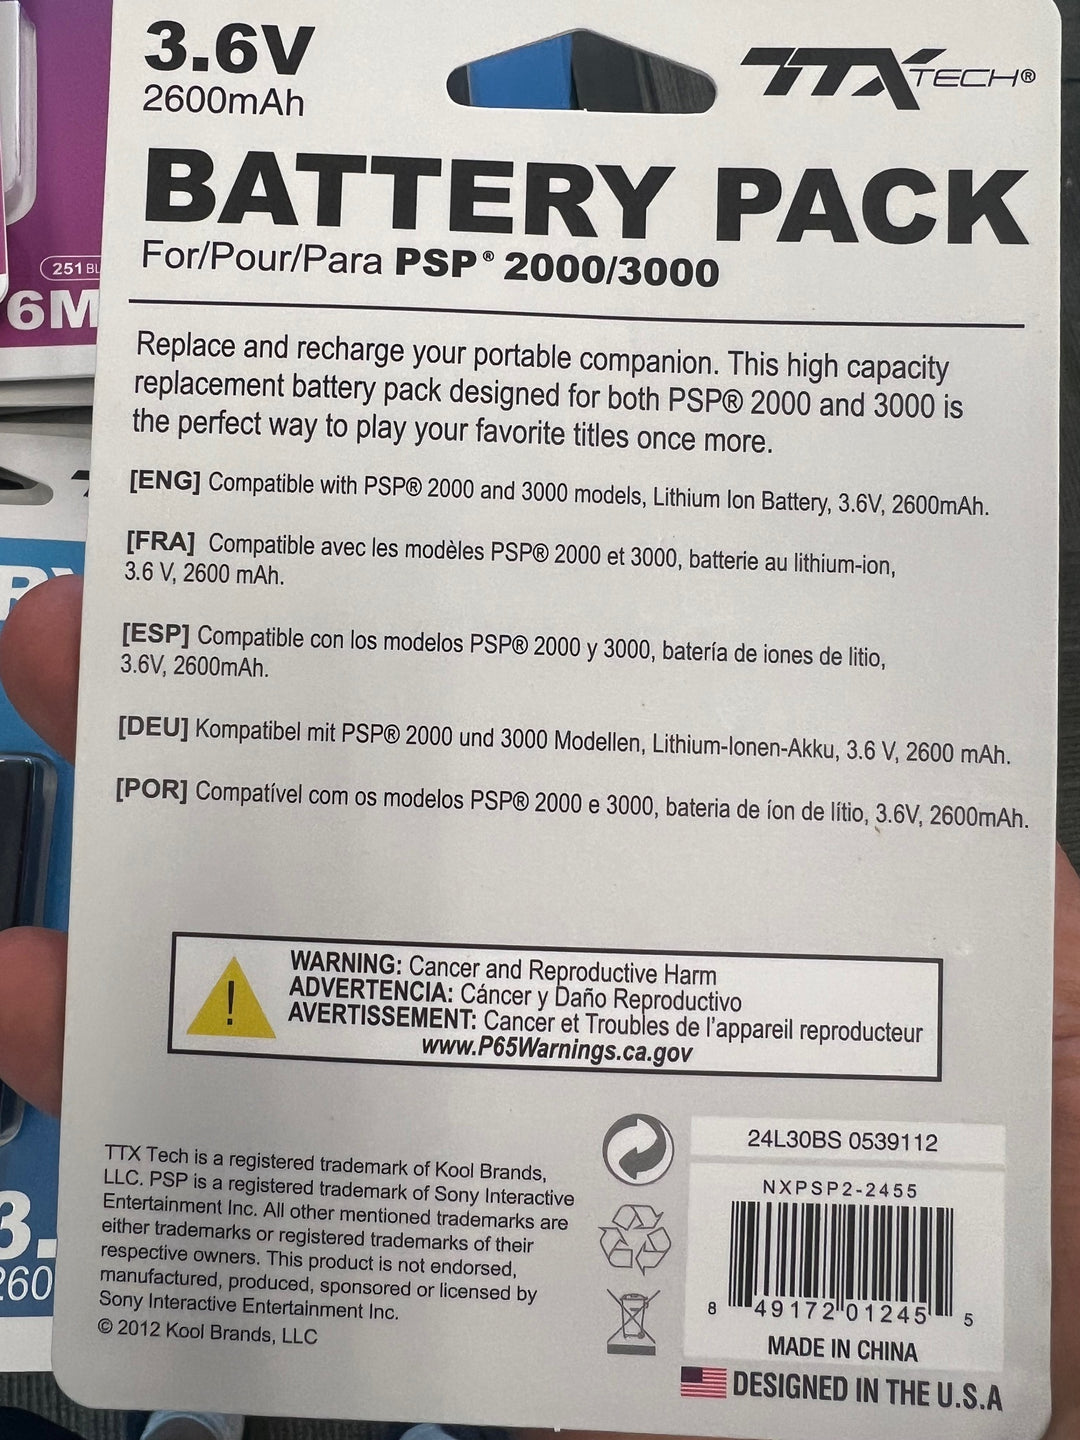 3.6V
2600mAh
TTX TECH®
BATTERY PACK
For/Pour/Para PSP® 2000/3000
Replace and recharge your portable companion. This high capacity
replacement battery pack designed for both PSP® 2000 and 3000 is
the perfect way to play your favorite titles once more.
[ENG] Compatible with PSP® 2000 and 3000 models, Lithium Ion Battery, 3.6V, 2600mAh.
[FRA] Compatible avec les modèles PSP® 2000 et 3000, batterie au lithium-ion,
3.6 V, 2600 mAh.
[ESP] Compatible con los modelos PSP® 2000 y 3000, batería de iones de litio,
3.6V, 2600mAh.
[DEU] Kompatibel mit PSP® 2000 und 3000 Modellen, Lithium-Ionen-Akku, 3.6 V, 2600 mAh.
[POR] Compatível com os modelos PSP® 2000 e 3000, bateria de íon de lítio, 3.6V, 2600mAh.
WARNING: Cancer and Reproductive Harm
ADVERTENCIA: Cáncer y Daño Reproductivo
AVERTISSEMENT: Cancer et Troubles de l'appareil reproducteur
www.P65Warnings.ca.gov
TTX Tech is a registered trademark of Kool Brands,
LLC. PSP is a registered trademark of Sony Interactive
Entertainment Inc. All other mentioned trademarks are
either trademarks or registered trademarks of their
respective owners. This product is not endorsed,
manufactured, produced, sponsored or licensed by
Sony Interactive Entertainment Inc.
© 2012 Kool Brands, LLC
24L30BS 0539112
NXPSP2-2455
8 49172 01245 5
MADE IN CHINA
DESIGNED IN THE U.S.A
251
6M
3.
260